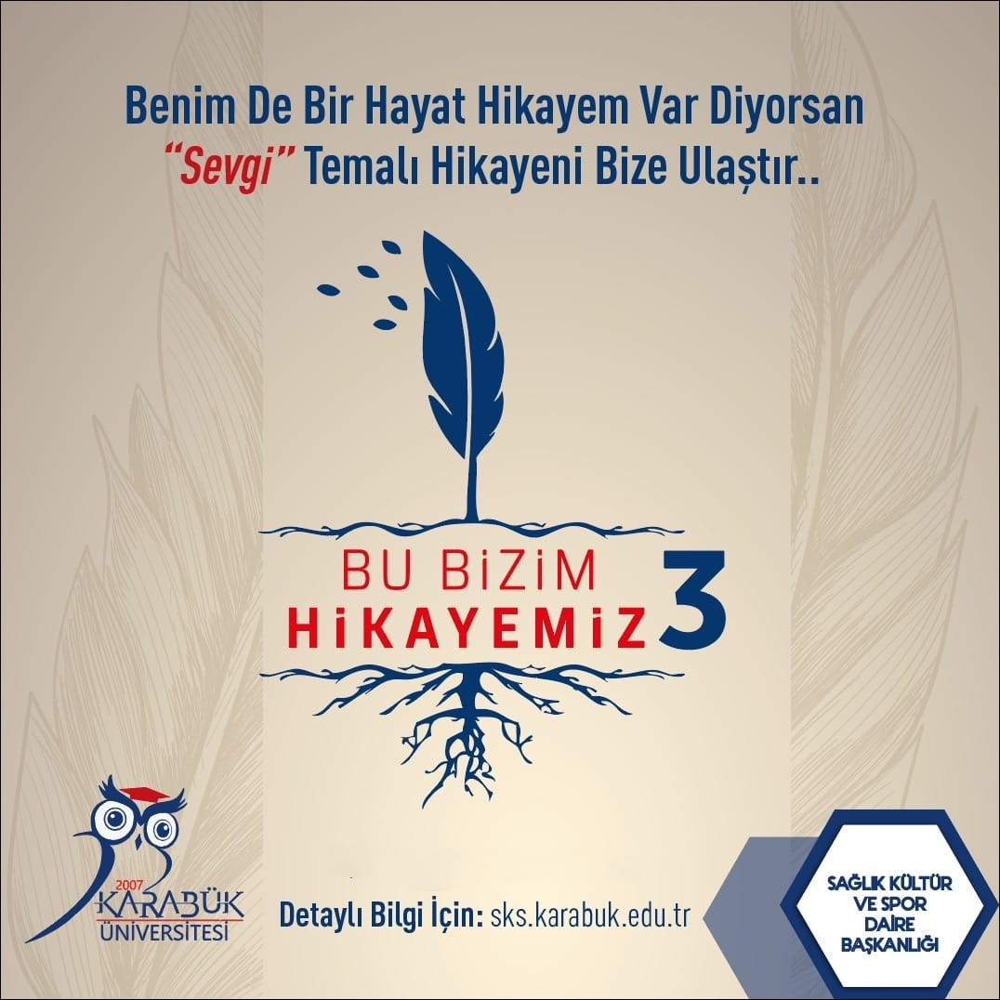 Benim De Bir Hayat Hikayem Var Diyorsan
“Sevgi” Temalı Hikayeni Bize Ulaştır..
BU BİZİM
HİKAYEMİZ 3
2007
KARABÜK
ÜNİVERSİTESİ
Detaylı Bilgi İçin: sks.karabuk.edu.tr
SAĞLIK KÜLTÜR
VE SPOR
DAİRE
BAŞKANLIĞI